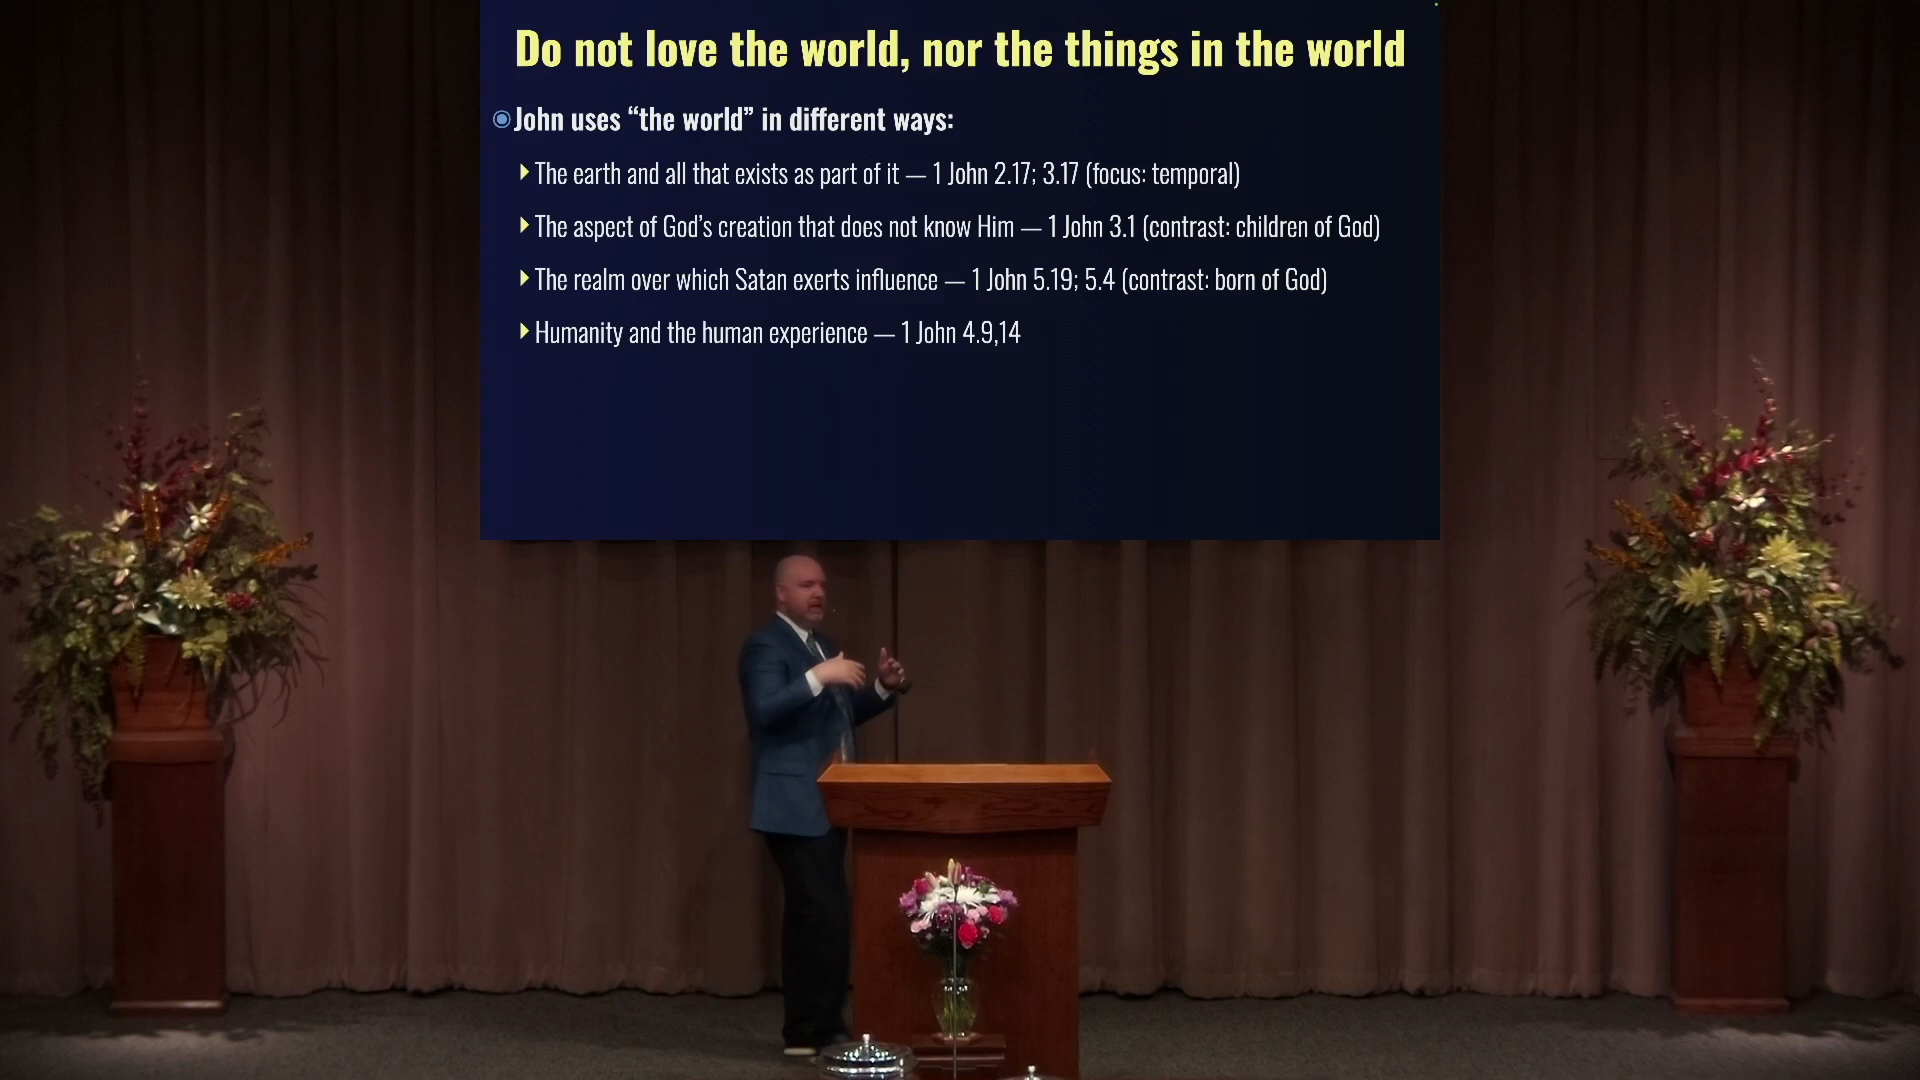 Do not love the world, nor the things in the world
John uses “the world” in different ways:
The earth and all that exists as part of it — 1 John 2.17; 3.17 (focus: temporal)
The aspect of God’s creation that does not know Him — 1 John 3.1 (contrast: children of God)
The realm over which Satan exerts influence — 1 John 5.19; 5.4 (contrast: born of God)
Humanity and the human experience — 1 John 4.9,14